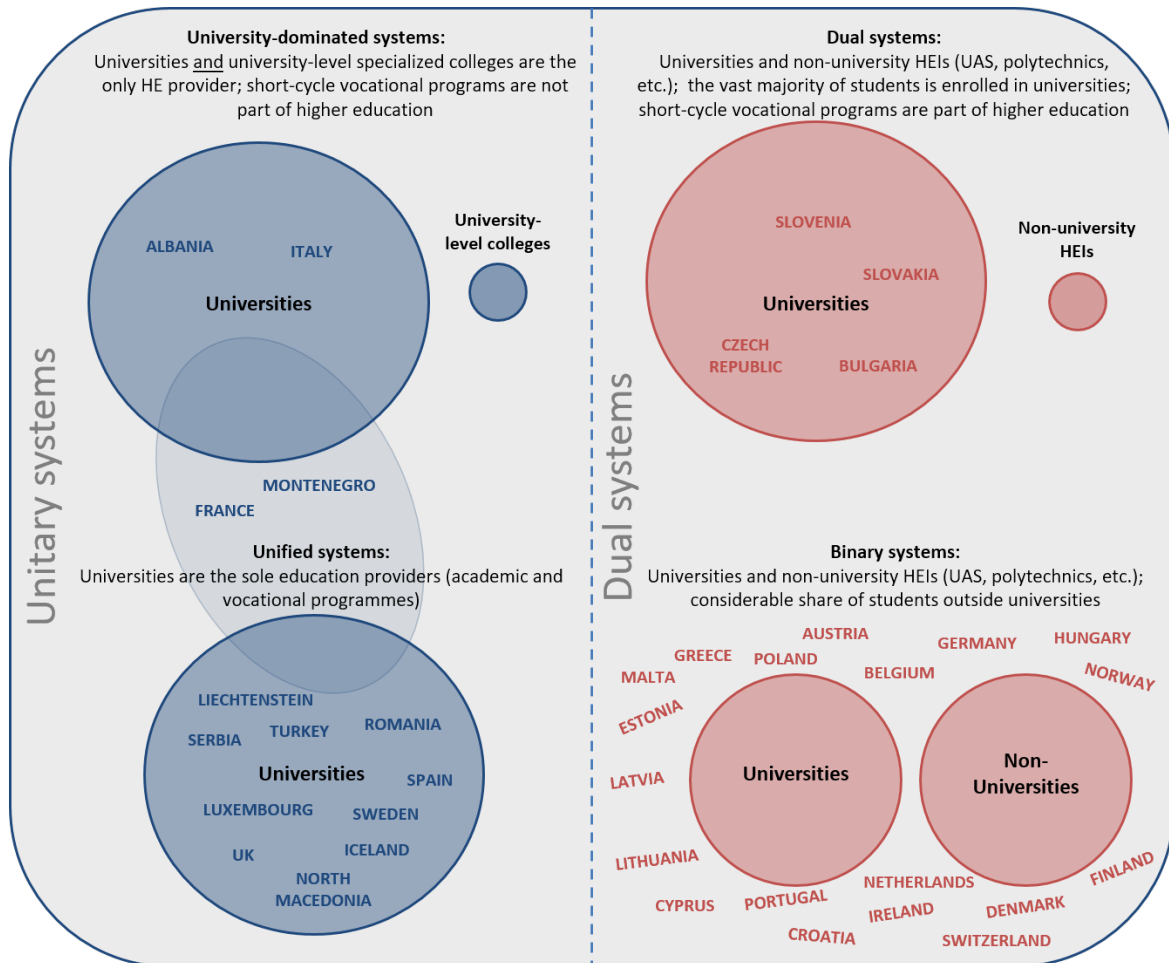 University-dominated systems:
Universities and university-level specialized colleges are the
only HE provider; short-cycle vocational programs are not
part of higher education
ALBANIA
ITALY
Universities
University-
level colleges
Unitary systems
MONTENEGRO
FRANCE
Unified systems:
Universities are the sole education providers (academic and
vocational programmes)
LIECHTENSTEIN
ROMANIA
TURKEY
SERBIA
Universities
SPAIN
LUXEMBOURG
SWEDEN
UK
ICELAND
NORTH
MACEDONIA
Dual systems:
Universities and non-university HEIs (UAS, polytechnics,
etc.); the vast majority of students is enrolled in universities;
short-cycle vocational programs are part of higher education
SLOVENIA
SLOVAKIA
Universities
CZECH
REPUBLIC
BULGARIA
Non-university
HEIs
Dual systems
Binary systems:
Universities and non-university HEIs (UAS, polytechnics, etc.);
considerable share of students outside universities
AUSTRIA
GERMANY
HUNGARY
GREECE
POLAND
BELGIUM
NORWAY
MALTA
ESTONIA
LATVIA
Universities
Non-
Universities
LITHUANIA
FINLAND
CYPRUS
PORTUGAL
NETHERLANDS
IRELAND
DENMARK
CROATIA
SWITZERLAND